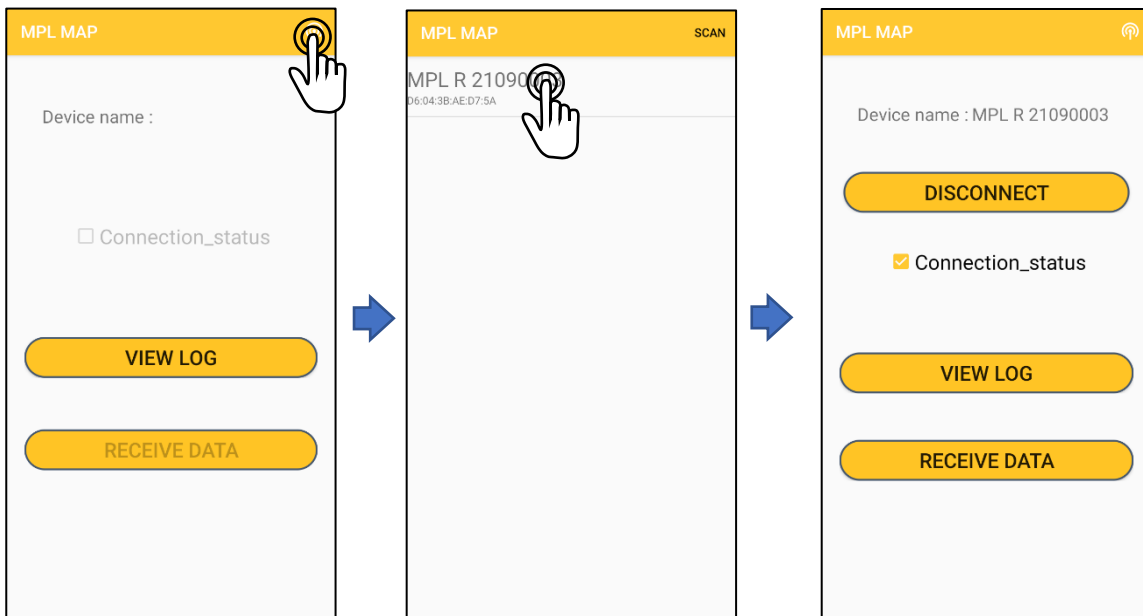 MPL MAP
Device name :
Connection_status
VIEW LOG
RECEIVE DATA
MPL MAP
SCAN
MPL R 21090003
D6:04:3B:AE:D7:5A
MPL MAP
Device name : MPL R 21090003
DISCONNECT
Connection_status
VIEW LOG
RECEIVE DATA